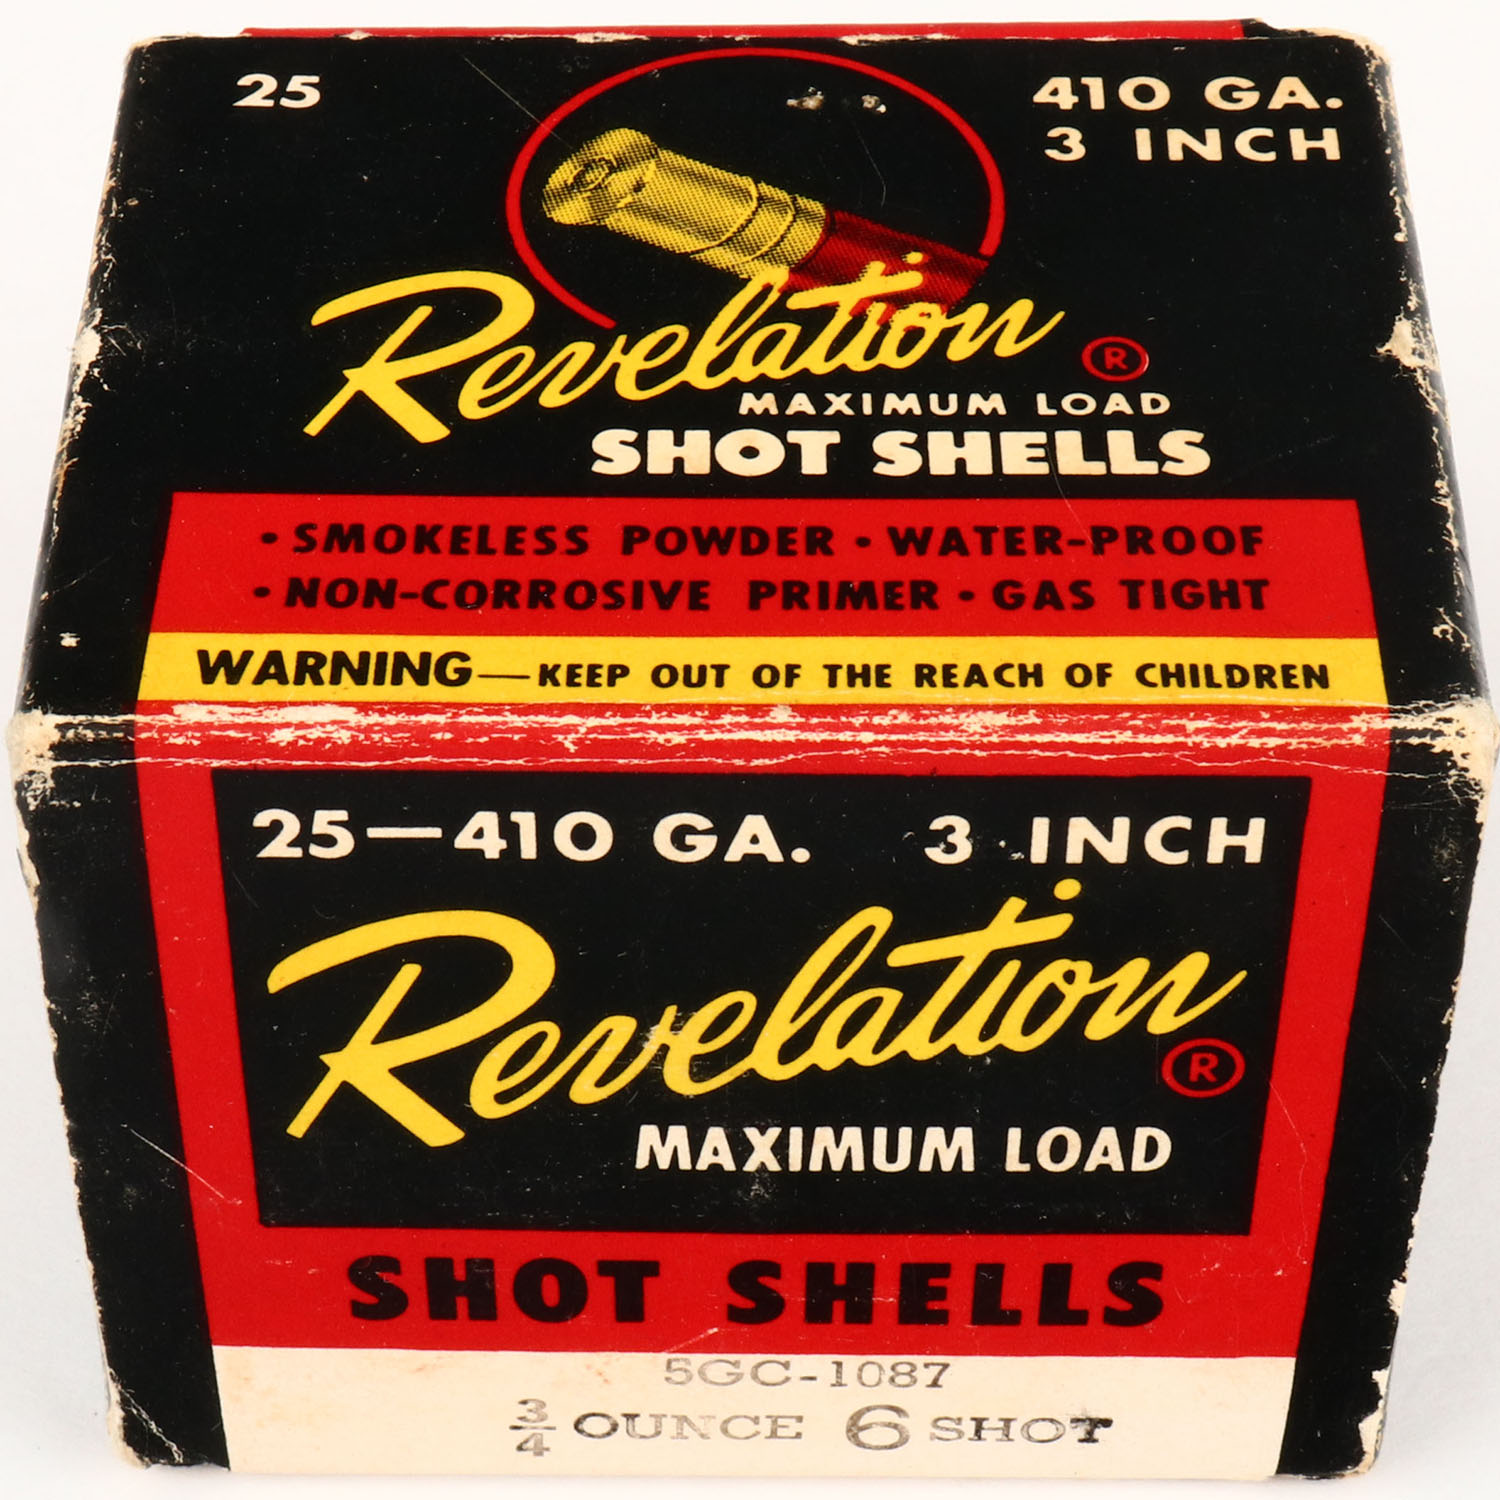 25
410 GA.
3 INCH
Revelation ®
MAXIMUM LOAD
SHOT SHELLS
• SMOKELESS POWDER • WATER-PROOF
• NON-CORROSIVE PRIMER • GAS TIGHT
WARNING—KEEP OUT OF THE REACH OF CHILDREN
25—410 GA. 3 INCH
Revelation ®
MAXIMUM LOAD
SHOT SHELLS
5GC-1087
3/4 OUNCE 6 SHOT